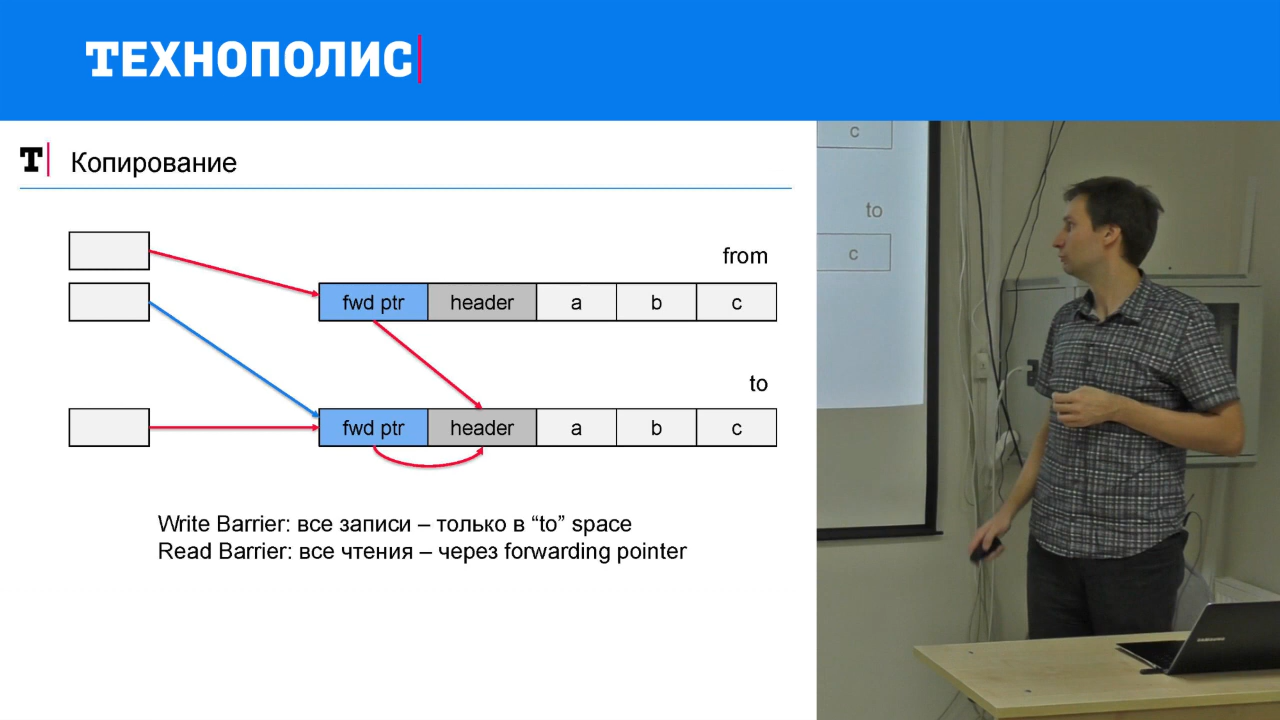 ТЕХНОПОЛИС
Т Копирование
from
fwd ptr header a b c
to
fwd ptr header a b c
Write Barrier: все записи – только в “to” space
Read Barrier: все чтения – через forwarding pointer
c
to
c